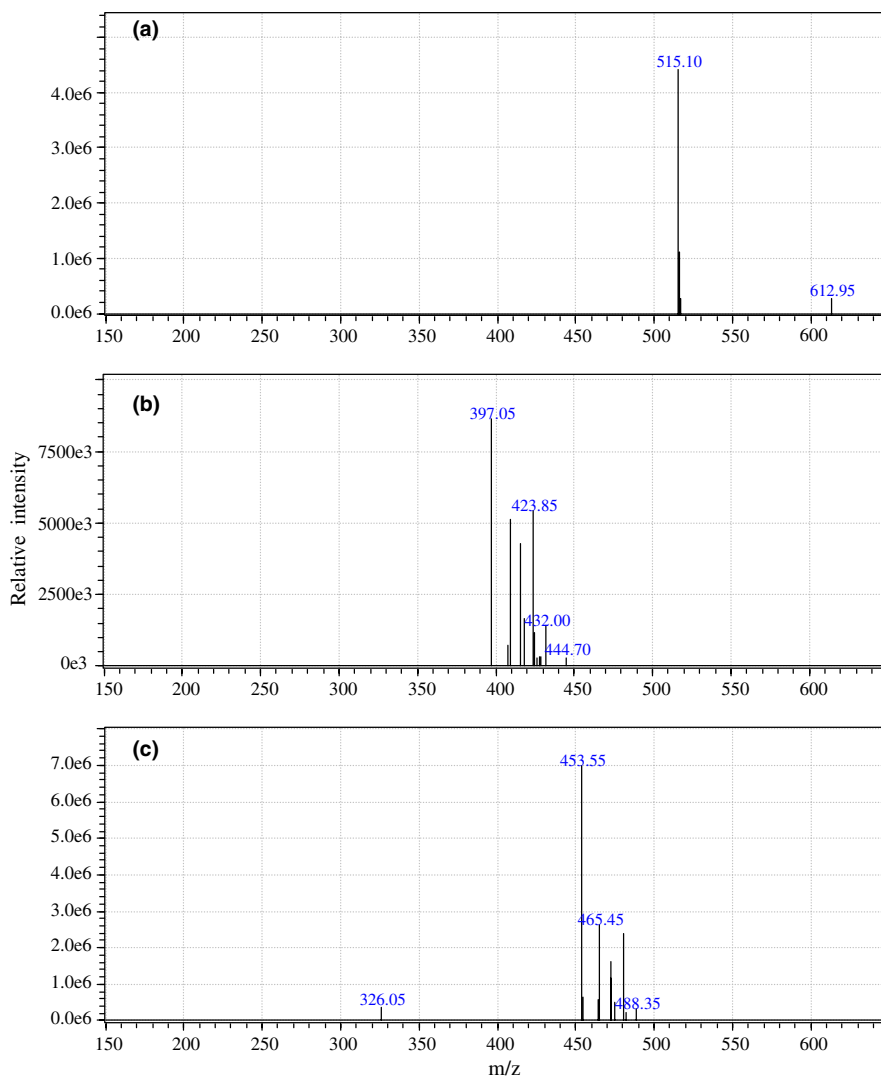 (a)
515.10
4.0e6
3.0e6
2.0e6
1.0e6
612.95
0.0e6
150 200 250 300 350 400 450 500 550 600
(b)
397.05
7500e3
423.85
5000e3
2500e3
432.00
444.70
0e3
150 200 250 300 350 400 450 500 550 600
Relative intensity
(c)
453.55
7.0e6
6.0e6
5.0e6
4.0e6
3.0e6
465.45
2.0e6
1.0e6
326.05
488.35
0.0e6
150 200 250 300 350 400 450 500 550 600
m/z